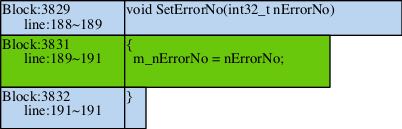 Block:3829 void SetErrorNo(int32_t nErrorNo)
line:188~189
Block:3831 {
line:189~191 m_nErrorNo = nErrorNo;
Block:3832 }
line:191~191